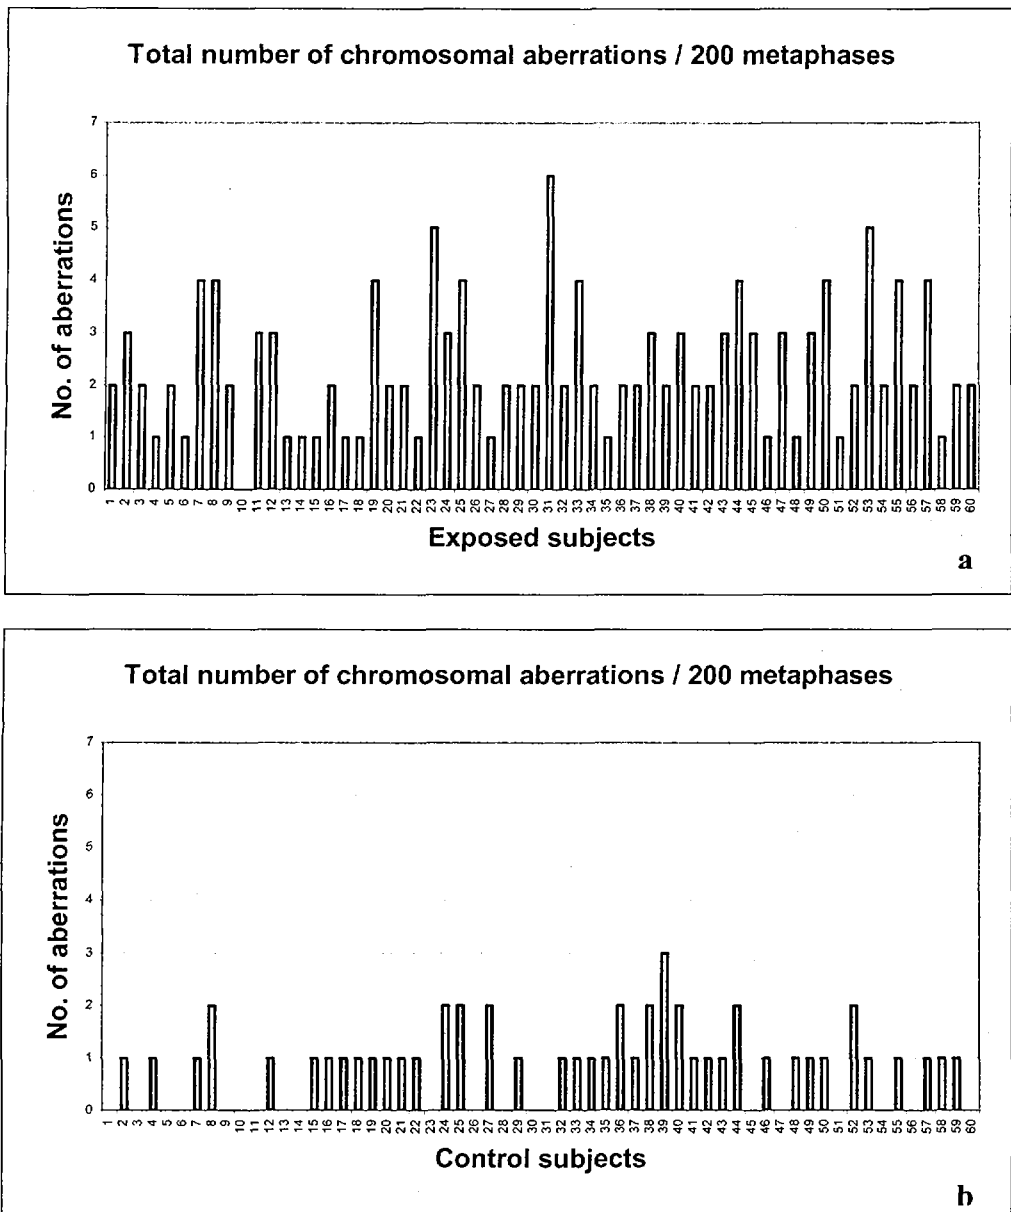 Total number of chromosomal aberrations / 200 metaphases
7
6
5
4
3
2
1
0
No. of aberrations
1 2 3 4 5 6 7 8 9 10 11 12 13 14 15 16 17 18 19 20 21 22 23 24 25 26 27 28 29 30 31 32 33 34 35 36 37 38 39 40 41 42 43 44 45 46 47 48 49 50 51 52 53 54 55 56 57 58 59 60
Exposed subjects
a
Total number of chromosomal aberrations / 200 metaphases
7
6
5
4
3
2
1
0
No. of aberrations
1 2 3 4 5 6 7 8 9 10 11 12 13 14 15 16 17 18 19 20 21 22 23 24 25 26 27 28 29 30 31 32 33 34 35 36 37 38 39 40 41 42 43 44 45 46 47 48 49 50 51 52 53 54 55 56 57 58 59 60
Control subjects
b